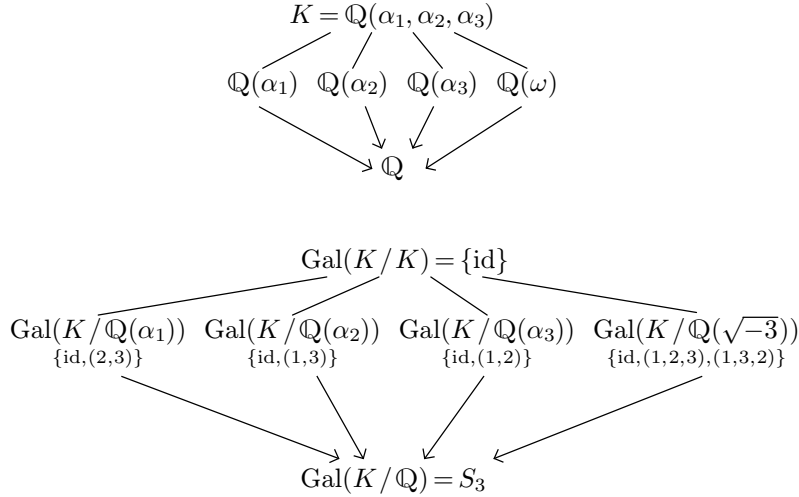 K = ℚ(α₁, α₂, α₃)
ℚ(α₁) ℚ(α₂) ℚ(α₃) ℚ(ω)
ℚ
Gal(K/K) = {id}
Gal(K/ℚ(α₁)) Gal(K/ℚ(α₂)) Gal(K/ℚ(α₃)) Gal(K/ℚ(√−3))
{id,(2,3)} {id,(1,3)} {id,(1,2)} {id,(1,2,3),(1,3,2)}
Gal(K/ℚ) = S₃